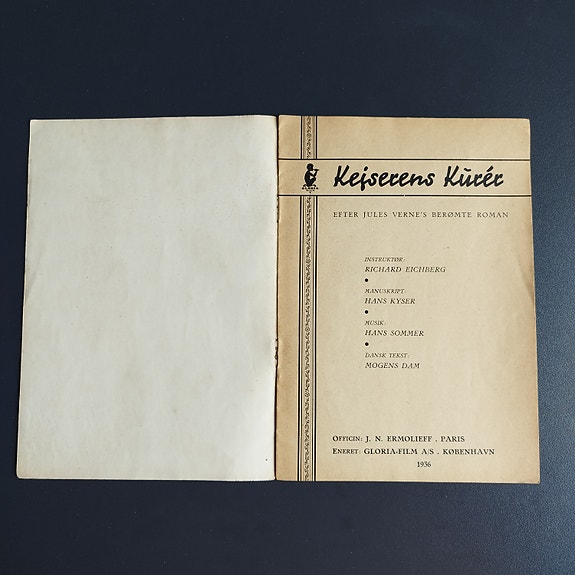 Kejserens Kurér
EFTER JULES VERNE'S BERØMTE ROMAN
INSTRUKTØR:
RICHARD EICHBERG
MANUSKRIPT:
HANS KYSER
MUSIK:
HANS SOMMER
DANSK TEKST:
MOGENS DAM
OFFICIN: J. N. ERMOLIEFF . PARIS
ENERET: GLORIA-FILM A/S . KØBENHAVN
1936